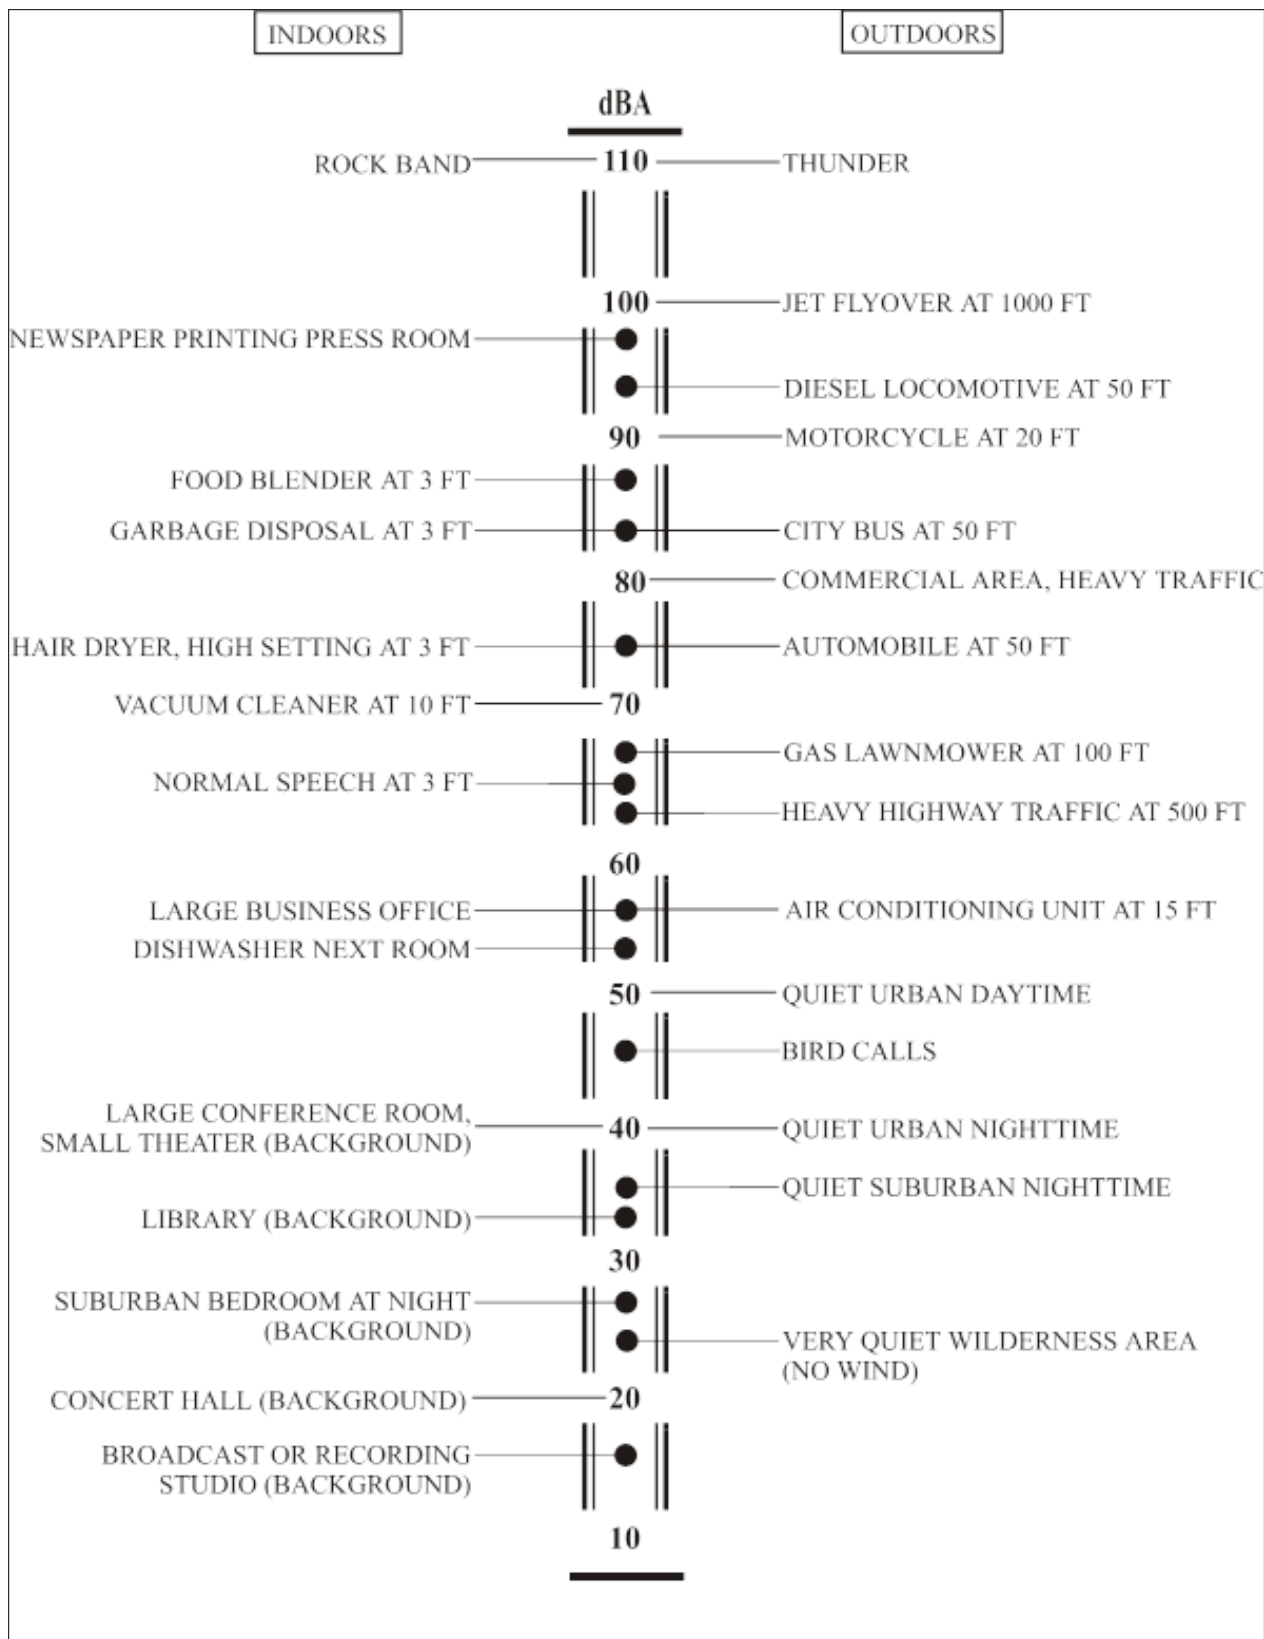 INDOORS
OUTDOORS
dBA
ROCK BAND 110 THUNDER
100 JET FLYOVER AT 1000 FT
NEWSPAPER PRINTING PRESS ROOM
DIESEL LOCOMOTIVE AT 50 FT
90 MOTORCYCLE AT 20 FT
FOOD BLENDER AT 3 FT
GARBAGE DISPOSAL AT 3 FT CITY BUS AT 50 FT
80 COMMERCIAL AREA, HEAVY TRAFFIC
HAIR DRYER, HIGH SETTING AT 3 FT AUTOMOBILE AT 50 FT
VACUUM CLEANER AT 10 FT 70
GAS LAWNMOWER AT 100 FT
NORMAL SPEECH AT 3 FT
HEAVY HIGHWAY TRAFFIC AT 500 FT
60
LARGE BUSINESS OFFICE AIR CONDITIONING UNIT AT 15 FT
DISHWASHER NEXT ROOM
50 QUIET URBAN DAYTIME
BIRD CALLS
LARGE CONFERENCE ROOM,
SMALL THEATER (BACKGROUND) 40 QUIET URBAN NIGHTTIME
QUIET SUBURBAN NIGHTTIME
LIBRARY (BACKGROUND)
30
SUBURBAN BEDROOM AT NIGHT
(BACKGROUND)
VERY QUIET WILDERNESS AREA
(NO WIND)
CONCERT HALL (BACKGROUND) 20
BROADCAST OR RECORDING
STUDIO (BACKGROUND)
10